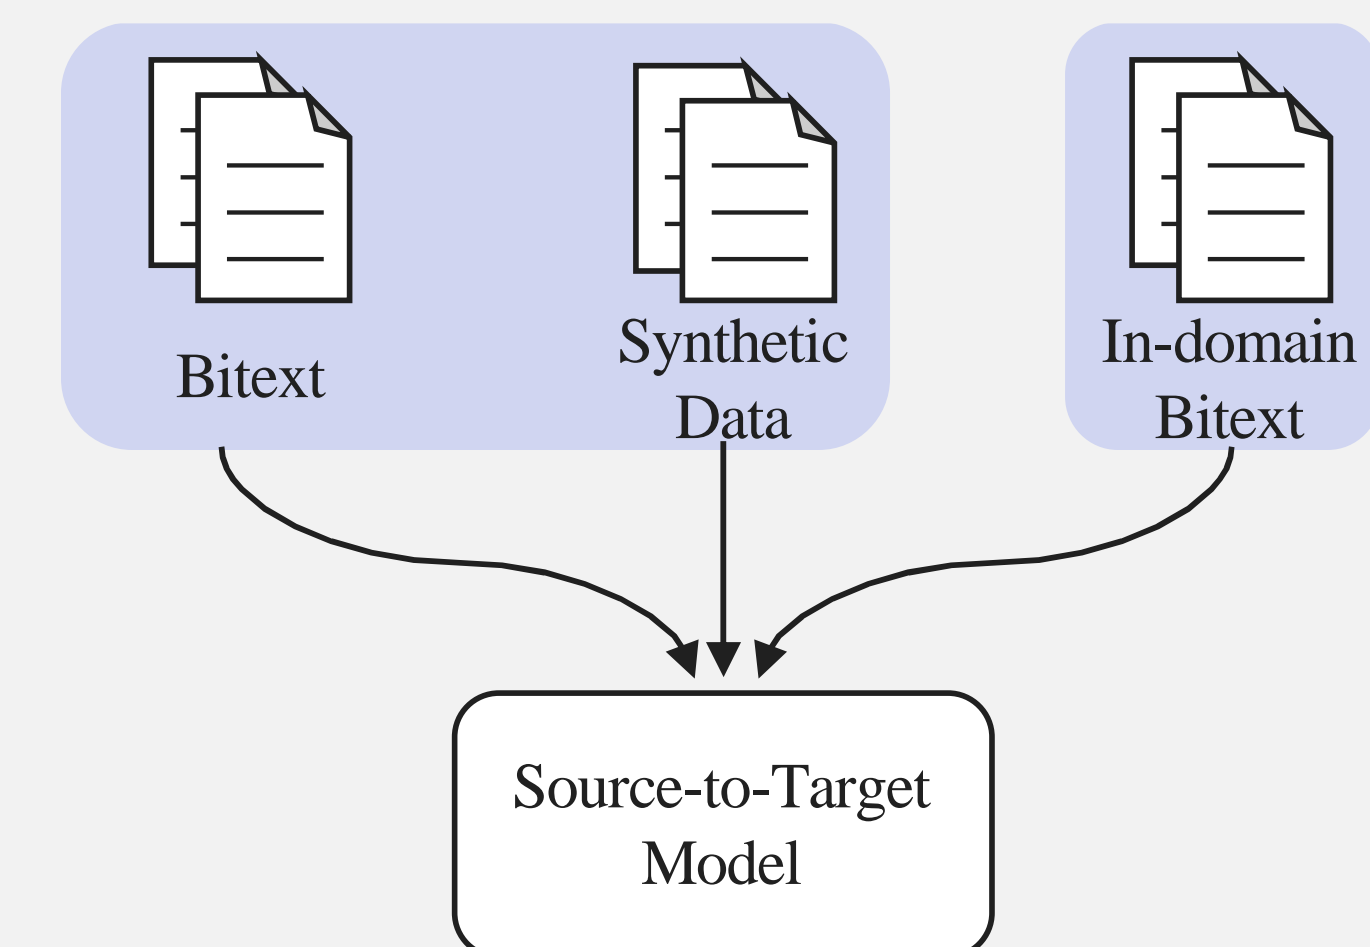 Bitext
Synthetic
Data
In-domain
Bitext
Source-to-Target
Model